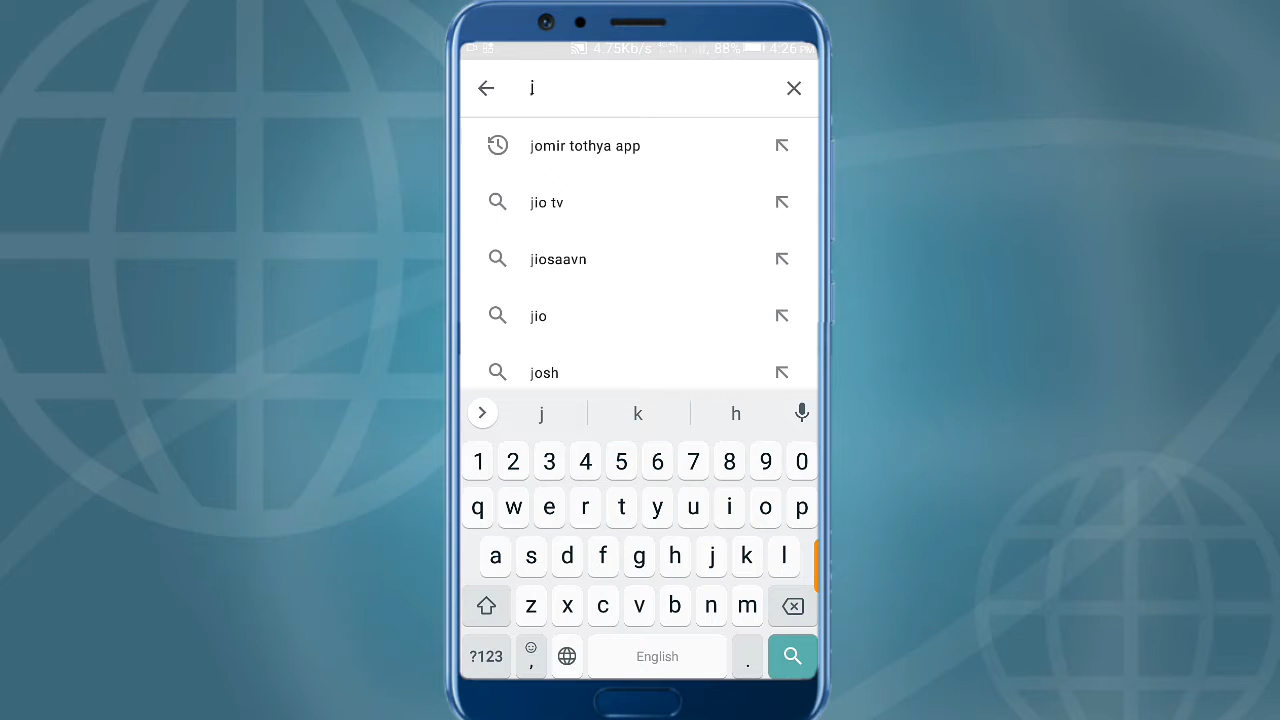 4.75Kb/s 88% 4:26 PM
j
jomir tothya app
jio tv
jiosaavn
jio
josh
j k h
1 2 3 4 5 6 7 8 9 0
q w e r t y u i o p
a s d f g h j k l
z x c v b n m
?123 , English .